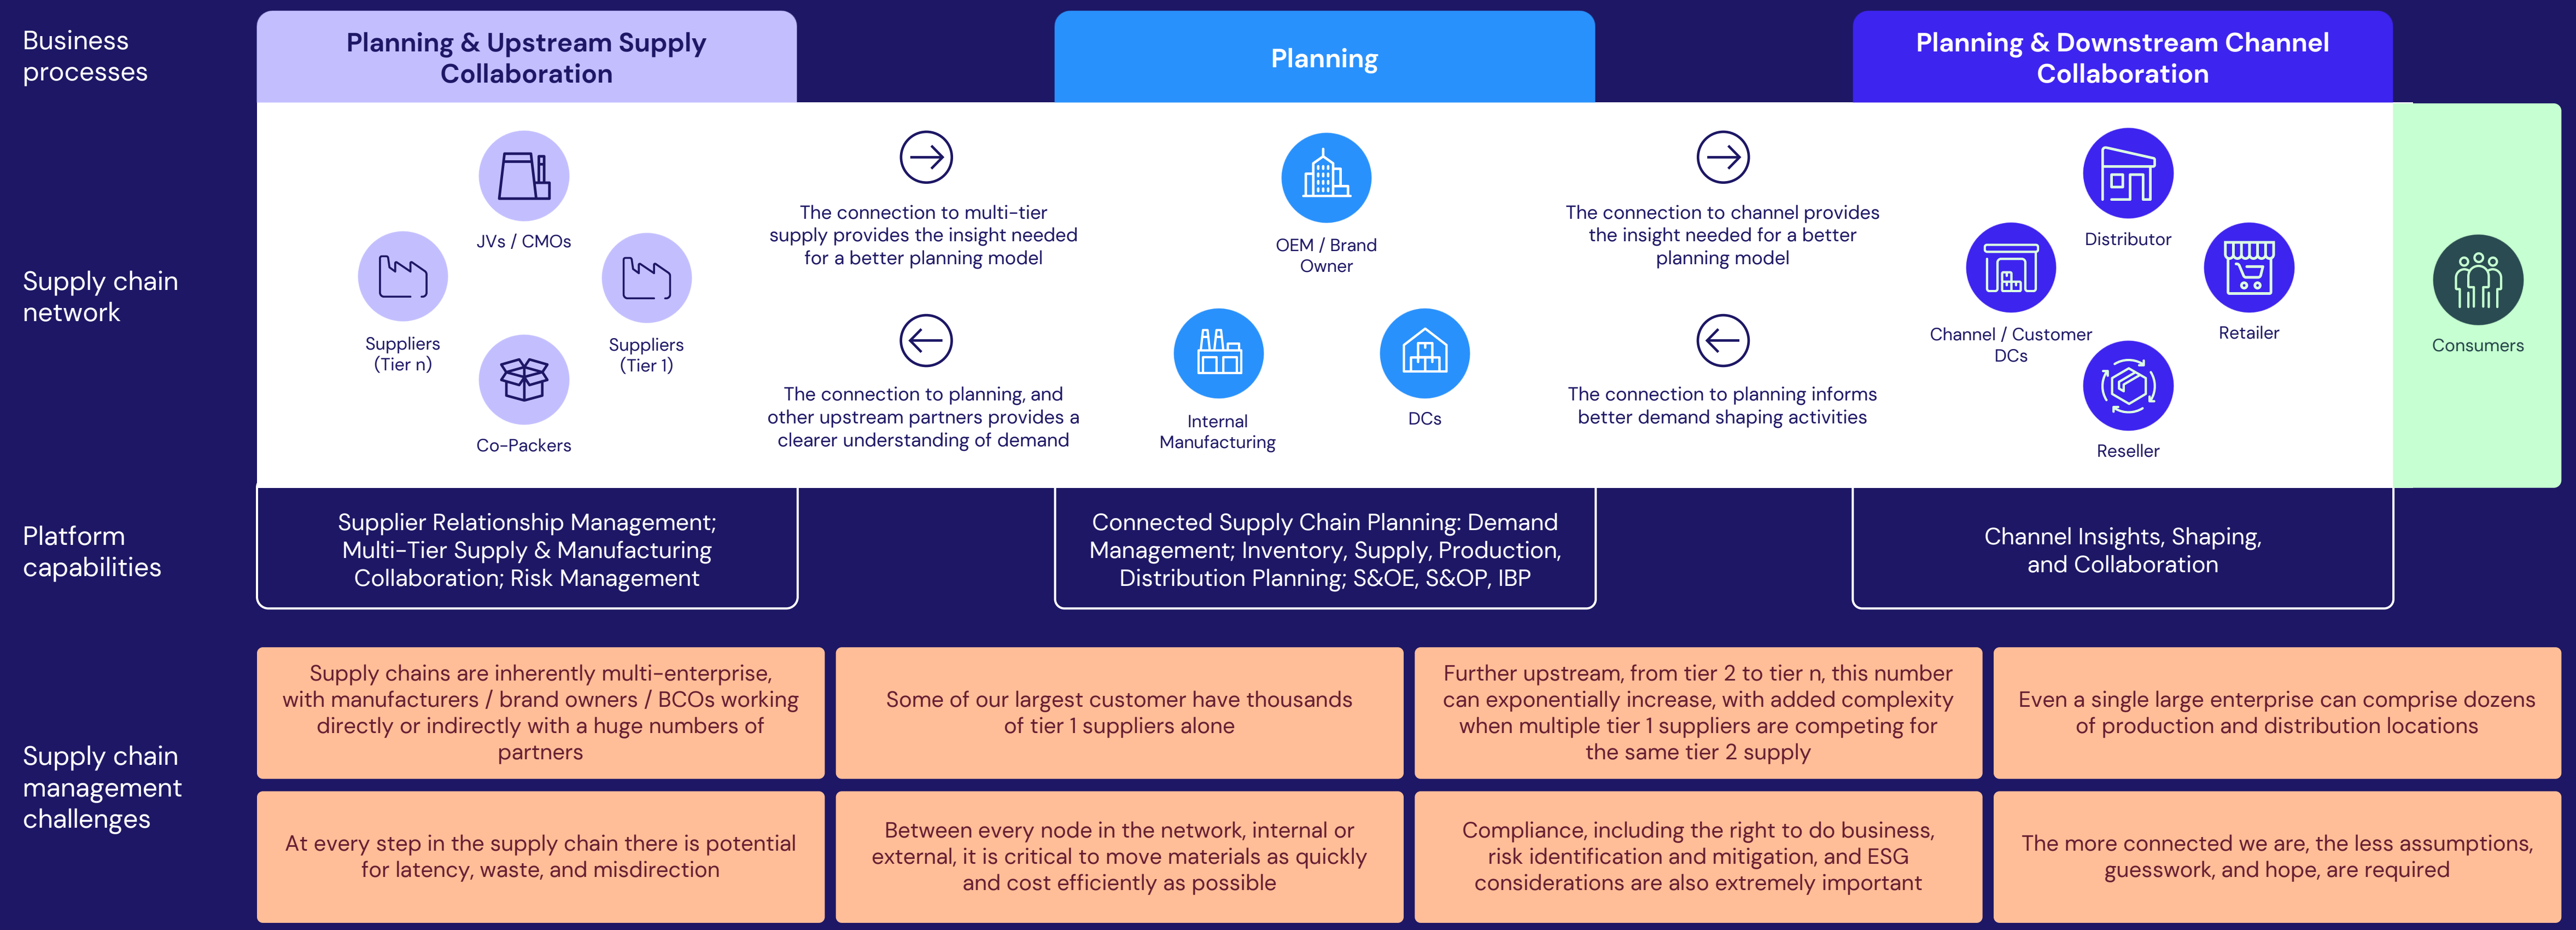 Business
processes
Planning & Upstream Supply
Collaboration
Planning
Planning & Downstream Channel
Collaboration
Supply chain
network
JVs / CMOs
Suppliers
(Tier n)
Suppliers
(Tier 1)
Co-Packers
The connection to multi-tier
supply provides the insight needed
for a better planning model
The connection to planning, and
other upstream partners provides a
clearer understanding of demand
OEM / Brand
Owner
Internal
Manufacturing
DCs
The connection to channel provides
the insight needed for a better
planning model
The connection to planning informs
better demand shaping activities
Distributor
Channel / Customer
DCs
Retailer
Reseller
Consumers
Platform
capabilities
Supplier Relationship Management;
Multi-Tier Supply & Manufacturing
Collaboration; Risk Management
Connected Supply Chain Planning: Demand
Management; Inventory, Supply, Production,
Distribution Planning; S&OE, S&OP, IBP
Channel Insights, Shaping,
and Collaboration
Supply chain
management
challenges
Supply chains are inherently multi-enterprise,
with manufacturers / brand owners / BCOs working
directly or indirectly with a huge numbers of
partners
Some of our largest customer have thousands
of tier 1 suppliers alone
Further upstream, from tier 2 to tier n, this number
can exponentially increase, with added complexity
when multiple tier 1 suppliers are competing for
the same tier 2 supply
Even a single large enterprise can comprise dozens
of production and distribution locations
At every step in the supply chain there is potential
for latency, waste, and misdirection
Between every node in the network, internal or
external, it is critical to move materials as quickly
and cost efficiently as possible
Compliance, including the right to do business,
risk identification and mitigation, and ESG
considerations are also extremely important
The more connected we are, the less assumptions,
guesswork, and hope, are required